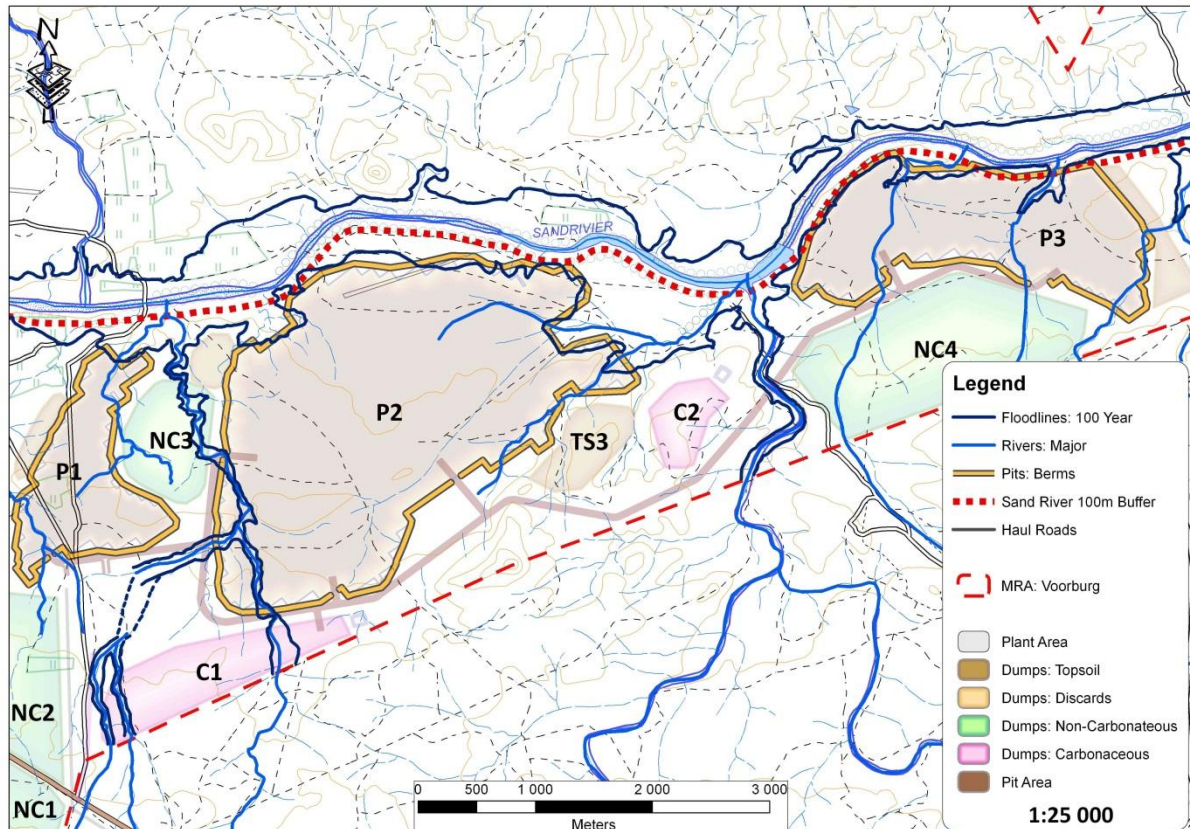 N
SANDRIVIER
P3
NC4
P2
C2
TS3
NC3
P1
C1
NC2
NC1
Legend
Floodlines: 100 Year
Rivers: Major
Pits: Berms
Sand River 100m Buffer
Haul Roads
MRA: Voorburg
Plant Area
Dumps: Topsoil
Dumps: Discards
Dumps: Non-Carbonateous
Dumps: Carbonaceous
Pit Area
1:25 000
0 500 1 000 2 000 3 000
Meters